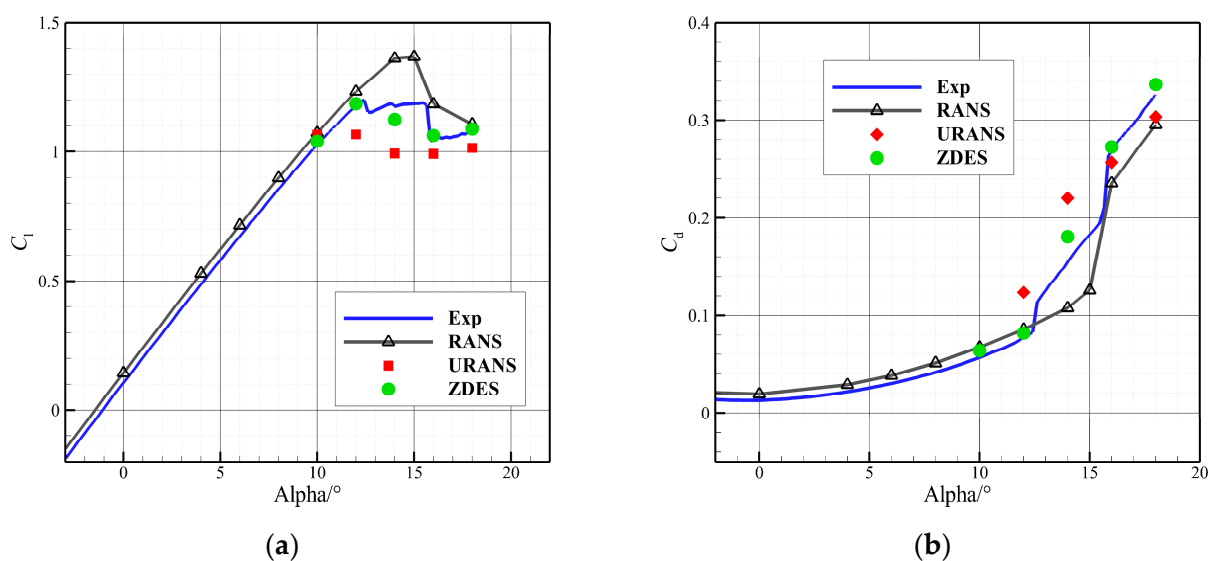 1.5
1
0.5
0
C_l
0
5
10
15
20
Alpha/°
Exp
RANS
URANS
ZDES
(a)
0.4
0.3
0.2
0.1
0
C_d
0
5
10
15
20
Alpha/°
Exp
RANS
URANS
ZDES
(b)